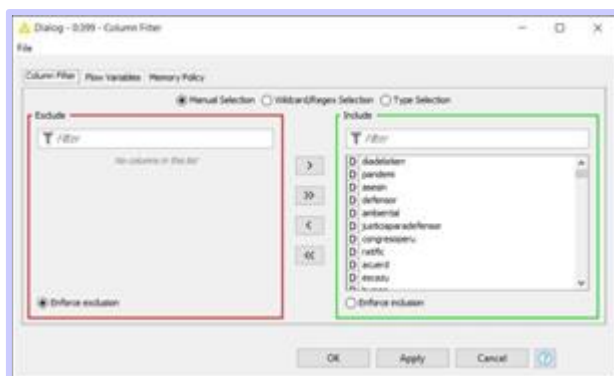 Dialog - 0:399 - Column Filter
File
Column Filter Flow Variables Memory Policy
Manual Selection Wildcard/Regex Selection Type Selection
Exclude
Filter
No columns in this list
Enforce exclusion
>
>>
<
<<
Include
Filter
D diadelatierr
D pandemi
D asesin
D defensor
D ambiental
D justiciaparadefensor
D congresoperu
D ratific
D acuerd
D escazu
Enforce inclusion
OK Apply Cancel ?